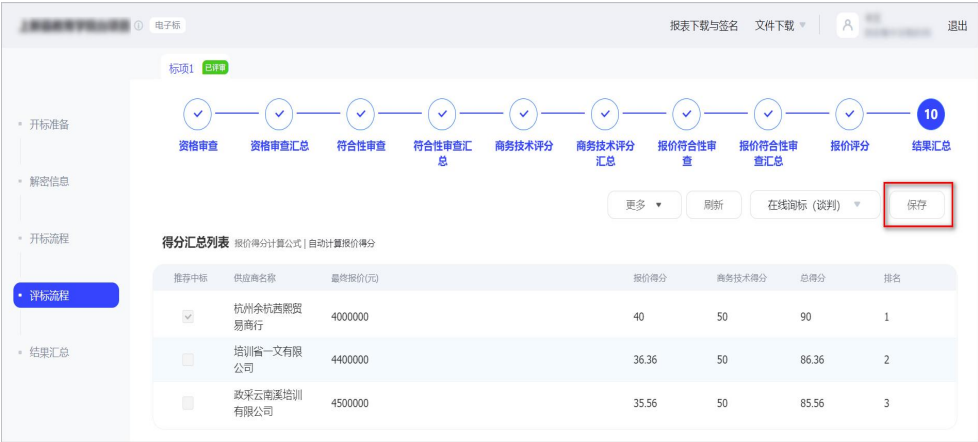 电子标 报表下载与签名 文件下载 退出
标项1 已评审
10
资格审查 资格审查汇总 符合性审查 符合性审查汇 商务技术评分 商务技术评分 报价符合性审 报价符合性审 报价评分 结果汇总
总 汇总 查 查汇总
开标准备
解密信息
开标流程
评标流程
结果汇总
更多 刷新 在线询标（谈判） 保存
得分汇总列表 报价得分计算公式 | 自动计算报价得分
推荐中标 供应商名称 最终报价(元) 报价得分 商务技术得分 总得分 排名
杭州余杭茜熙贸
易商行 4000000 40 50 90 1
培训省一文有限
公司 4400000 36.36 50 86.36 2
政采云南溪培训
有限公司 4500000 35.56 50 85.56 3